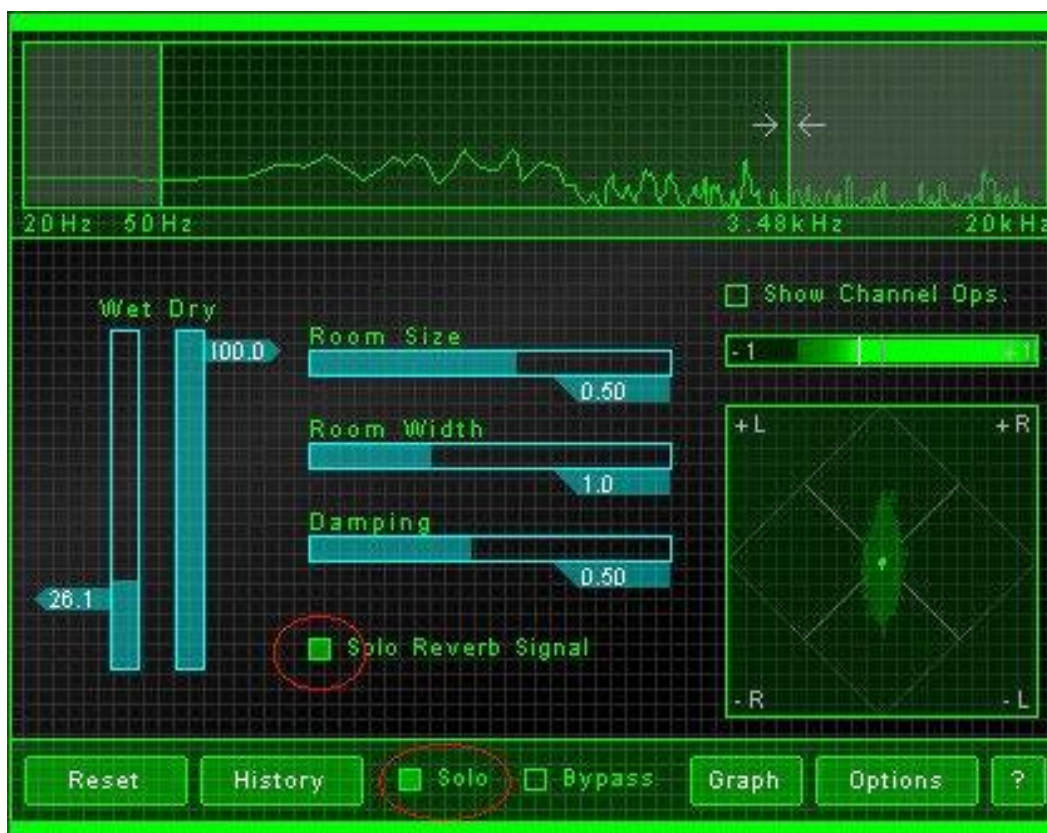 20Hz 50Hz 3.48kHz 20kHz
Wet Dry
Show Channel Ops.
100.0
-1 +1
Room Size
0.50
+L +R
Room Width
1.0
Damping
0.50
26.1
Solo Reverb Signal
-R -L
Reset History Solo Bypass Graph Options ?